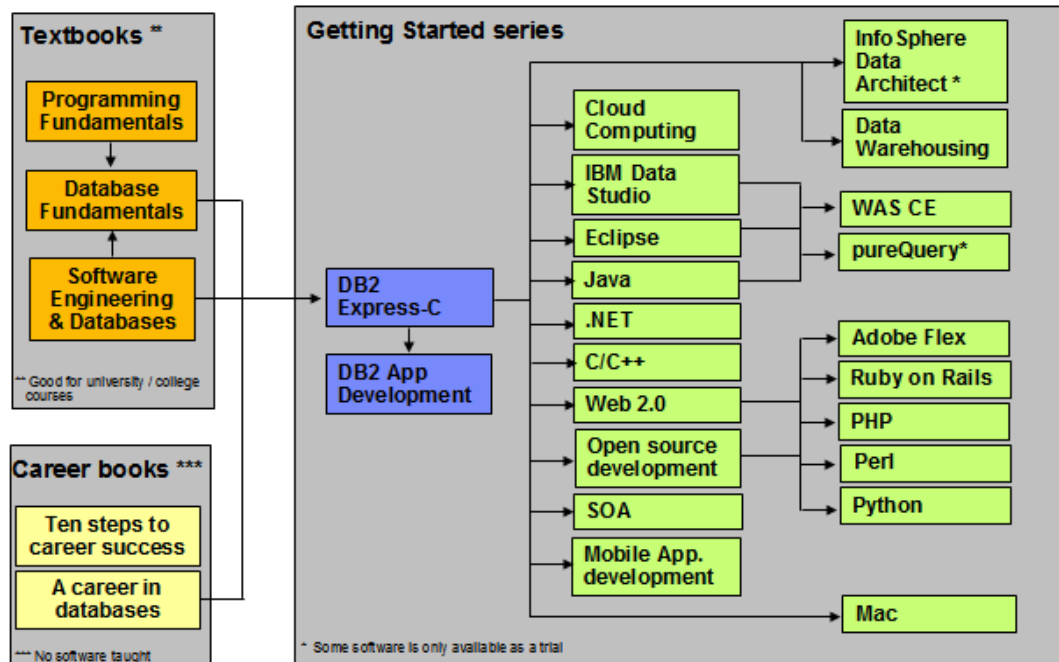 Textbooks **
Programming
Fundamentals
Database
Fundamentals
Software
Engineering
& Databases
** Good for university / college
courses
Career books ***
Ten steps to
career success
A career in
databases
*** No software taught
Getting Started series
DB2
Express-C
DB2 App
Development
Cloud
Computing
IBM Data
Studio
Eclipse
Java
.NET
C/C++
Web 2.0
Open source
development
SOA
Mobile App.
development
InfoSphere
Data
Architect *
Data
Warehousing
WAS CE
pureQuery*
Adobe Flex
Ruby on Rails
PHP
Perl
Python
Mac
* Some software is only available as a trial